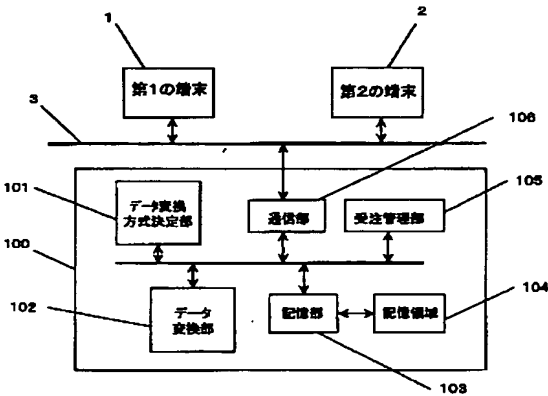 1
2
第1の端末
第2の端末
3
106
101
データ変換
方式決定部
通信部
受注管理部
105
100
104
102
データ
変換部
記憶部
記憶領域
103